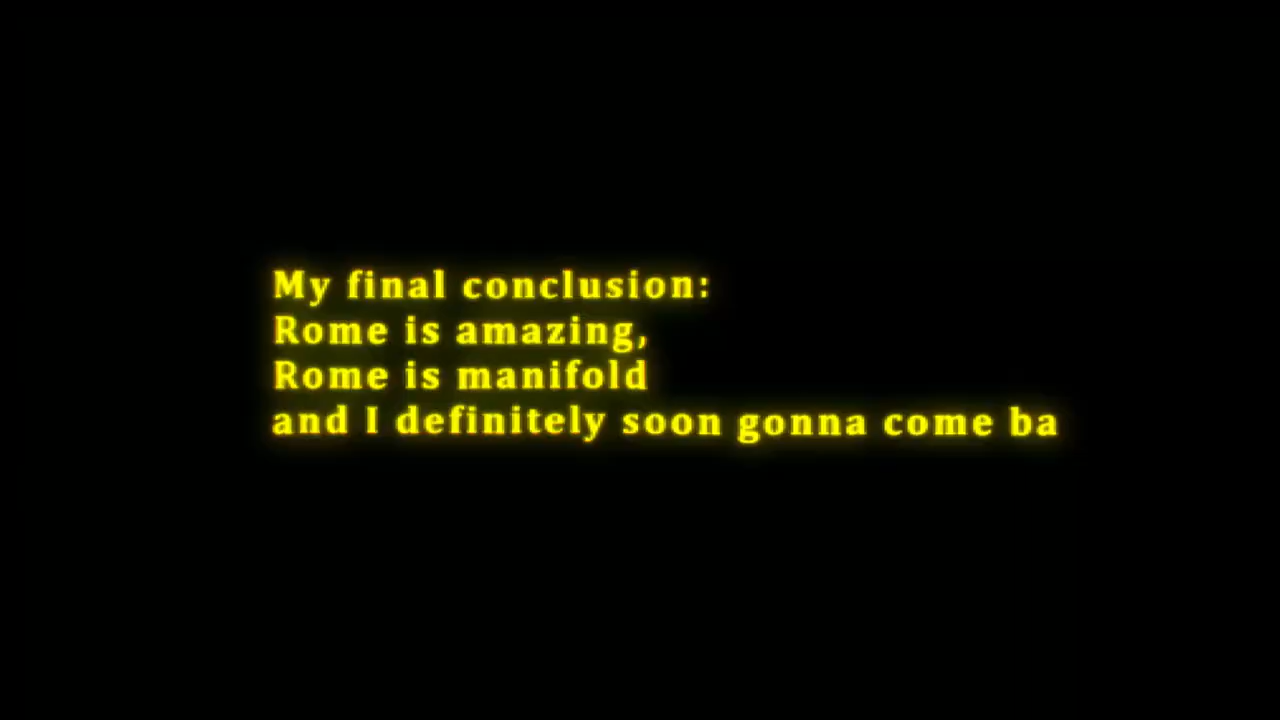 My final conclusion:
Rome is amazing,
Rome is manifold
and I definitely soon gonna come ba